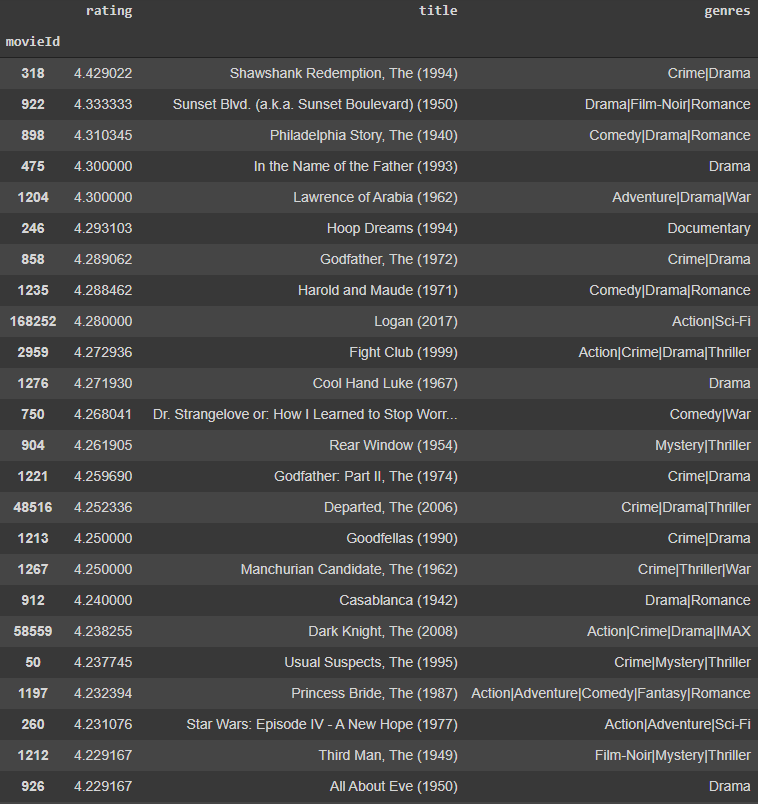 rating title genres
movieId
318 4.429022 Shawshank Redemption, The (1994) Crime|Drama
922 4.333333 Sunset Blvd. (a.k.a. Sunset Boulevard) (1950) Drama|Film-Noir|Romance
898 4.310345 Philadelphia Story, The (1940) Comedy|Drama|Romance
475 4.300000 In the Name of the Father (1993) Drama
1204 4.300000 Lawrence of Arabia (1962) Adventure|Drama|War
246 4.293103 Hoop Dreams (1994) Documentary
858 4.289062 Godfather, The (1972) Crime|Drama
1235 4.288462 Harold and Maude (1971) Comedy|Drama|Romance
168252 4.280000 Logan (2017) Action|Sci-Fi
2959 4.272936 Fight Club (1999) Action|Crime|Drama|Thriller
1276 4.271930 Cool Hand Luke (1967) Drama
750 4.268041 Dr. Strangelove or: How I Learned to Stop Worr... Comedy|War
904 4.261905 Rear Window (1954) Mystery|Thriller
1221 4.259690 Godfather: Part II, The (1974) Crime|Drama
48516 4.252336 Departed, The (2006) Crime|Drama|Thriller
1213 4.250000 Goodfellas (1990) Crime|Drama
1267 4.250000 Manchurian Candidate, The (1962) Crime|Thriller|War
912 4.240000 Casablanca (1942) Drama|Romance
58559 4.238255 Dark Knight, The (2008) Action|Crime|Drama|IMAX
50 4.237745 Usual Suspects, The (1995) Crime|Mystery|Thriller
1197 4.232394 Princess Bride, The (1987) Action|Adventure|Comedy|Fantasy|Romance
260 4.231076 Star Wars: Episode IV - A New Hope (1977) Action|Adventure|Sci-Fi
1212 4.229167 Third Man, The (1949) Film-Noir|Mystery|Thriller
926 4.229167 All About Eve (1950) Drama